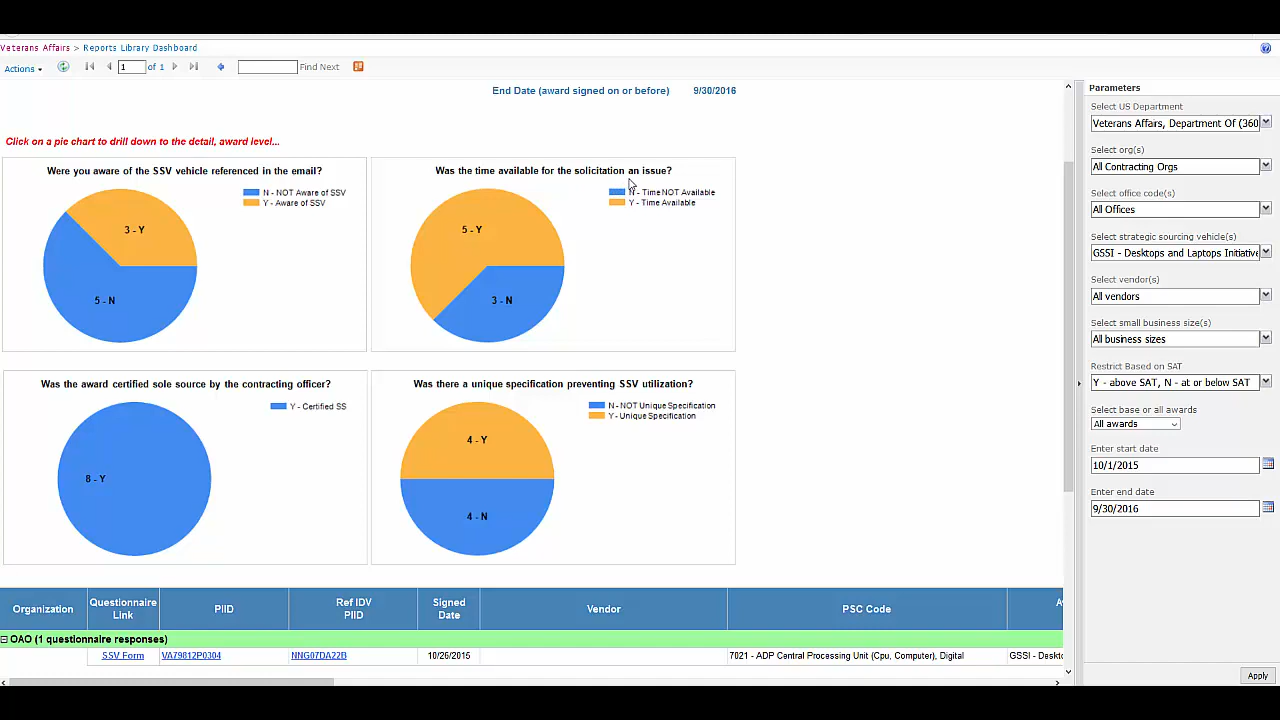 Veterans Affairs > Reports Library Dashboard
Actions 1 of 1 Find Next
End Date (award signed on or before) 9/30/2016
Click on a pie chart to drill down to the detail, award level...
Were you aware of the SSV vehicle referenced in the email?
N - NOT Aware of SSV
Y - Aware of SSV
3 - Y
5 - N
Was the time available for the solicitation an issue?
N - Time NOT Available
Y - Time Available
5 - Y
3 - N
Was the award certified sole source by the contracting officer?
Y - Certified SS
8 - Y
Was there a unique specification preventing SSV utilization?
N - NOT Unique Specification
Y - Unique Specification
4 - Y
4 - N
Organization Questionnaire Link PIID Ref IDV PIID Signed Date Vendor PSC Code
OAO (1 questionnaire responses)
SSV Form VA79812P0304 NNG07DA22B 10/26/2015 7021 - ADP Central Processing Unit (Cpu, Computer), Digital GSSI - Deskto
Parameters
Select US Department
Veterans Affairs, Department Of (360
Select org(s)
All Contracting Orgs
Select office code(s)
All Offices
Select strategic sourcing vehicle(s)
GSSI - Desktops and Laptops Initiative
Select vendor(s)
All vendors
Select small business size(s)
All business sizes
Restrict Based on SAT
Y - above SAT, N - at or below SAT
Select base or all awards
All awards
Enter start date
10/1/2015
Enter end date
9/30/2016
Apply